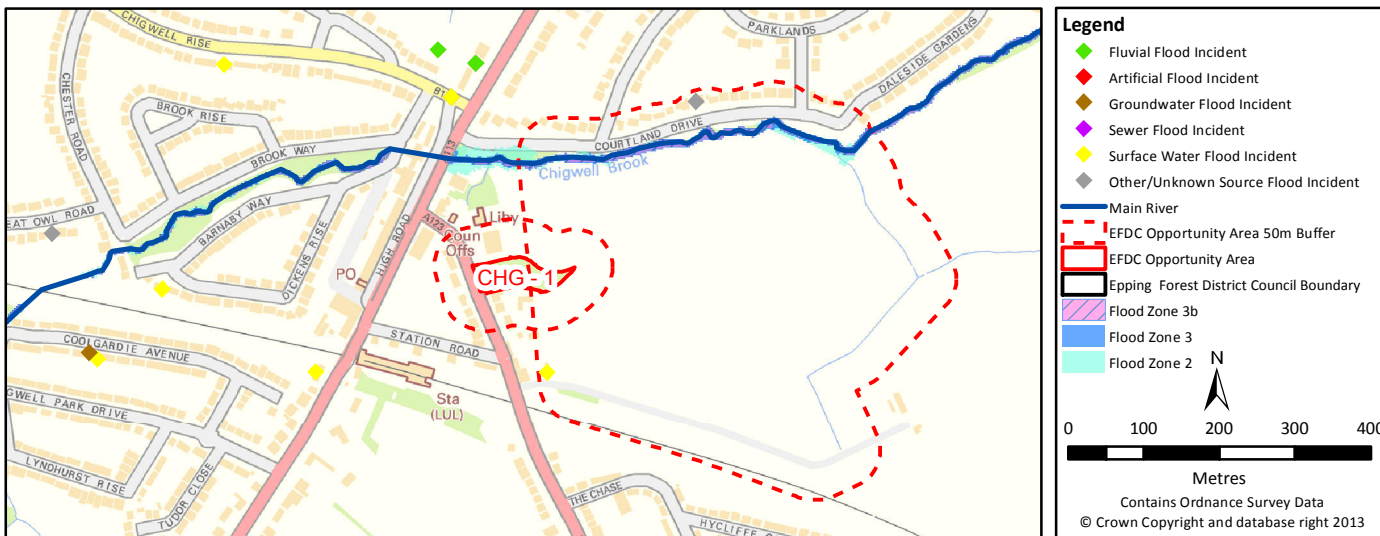 CHIGWELL RISE
PARKLANDS
DALESIDE GARDENS
CHESTER ROAD
BROOK RISE
B1
COURTLAND DRIVE
BROOK WAY
113
Chigwell Brook
EAT OWL ROAD
BARNABY WAY
A123
Liby
Coun
Offs
DICKENS RISE
HIGH ROAD
PO
CHG - 1
STATION ROAD
COOLGARDIE AVENUE
Sta
(LUL)
GWELL PARK DRIVE
LYNDHURST RISE
TUDOR CLOSE
THE CHASE
HYCLIFFE
Legend
Fluvial Flood Incident
Artificial Flood Incident
Groundwater Flood Incident
Sewer Flood Incident
Surface Water Flood Incident
Other/Unknown Source Flood Incident
Main River
EFDC Opportunity Area 50m Buffer
EFDC Opportunity Area
Epping Forest District Council Boundary
Flood Zone 3b
Flood Zone 3
Flood Zone 2
N
0 100 200 300 400
Metres
Contains Ordnance Survey Data
© Crown Copyright and database right 2013